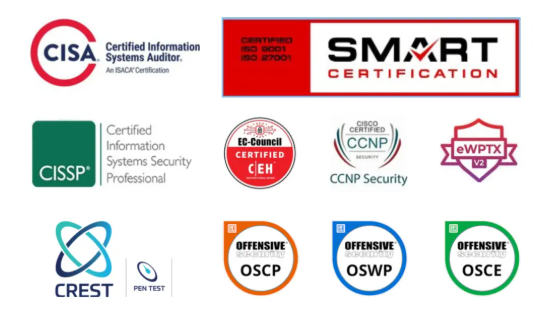 CISA
Certified Information
Systems Auditor.
An ISACA® Certification
CERTIFIED
ISO 9001
ISO 27001
SMART
CERTIFICATION
CISSP®
Certified
Information
Systems Security
Professional
EC-Council
CERTIFIED
C|EH
CISCO
CERTIFIED
CCNP
SECURITY
CCNP Security
eWPTX
V2
CREST
PEN TEST
OFFENSIVE
security
OSCP
OFFENSIVE
security
OSWP
OFFENSIVE
security
OSCE